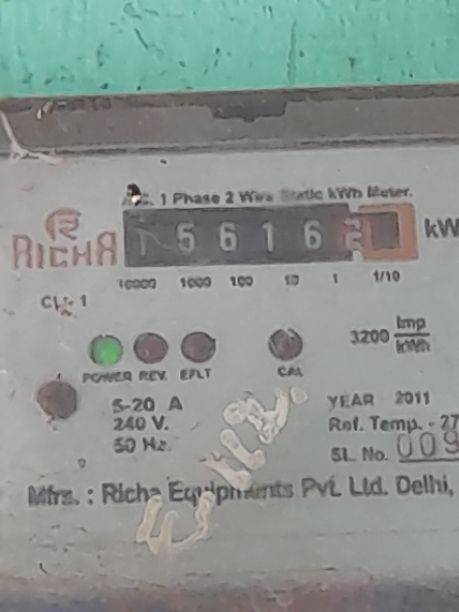 A.C. 1 Phase 2 Wire Static kWh Meter.
RICHA
1 5 6 1 6
kW
10000 1000 100 10 1 1/10
CL. 1
3200 Imp/kWh
POWER REV. EFLT CAL
5-20 A
240 V.
50 Hz.
YEAR 2011
Ref. Temp. - 27
SL. No. 009
Mfrs. : Richa Equipments Pvt. Ltd. Delhi,